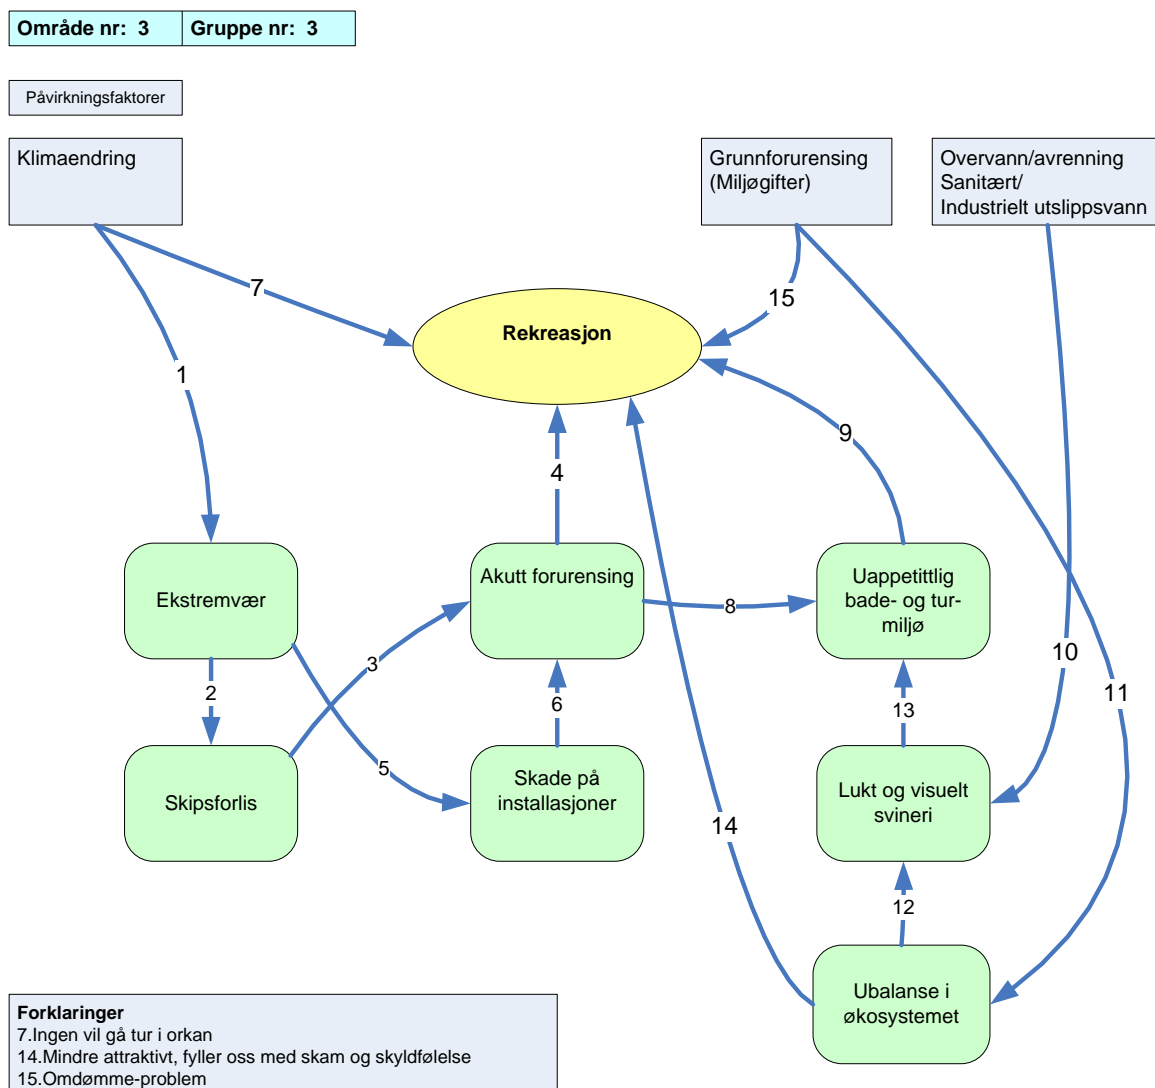 Område nr: 3 Gruppe nr: 3
Påvirkningsfaktorer
Klimaendring
Grunnforurensing
(Miljøgifter)
Overvann/avrenning
Sanitært/
Industrielt utslippsvann
7
15
Rekreasjon
1
9
4
Akutt forurensing
Uappetittlig
bade- og tur-
miljø
Ekstremvær
8
10
3
2
11
6
13
5
Skade på
installasjoner
Lukt og visuelt
svineri
Skipsforlis
14
12
Ubalanse i
økosystemet
Forklaringer
7.Ingen vil gå tur i orkan
14.Mindre attraktivt, fyller oss med skam og skyldfølelse
15.Omdømme-problem